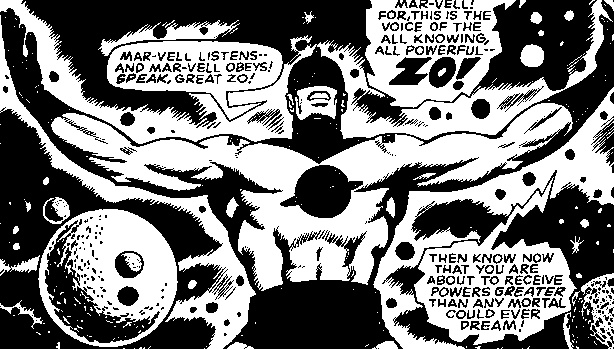 MAR-VELL LISTENS--
AND MAR-VELL OBEYS!
SPEAK, GREAT ZO!
MAR-VELL!
FOR, THIS IS THE
VOICE OF THE
ALL KNOWING,
ALL POWERFUL--
ZO!
THEN KNOW NOW
THAT YOU ARE
ABOUT TO RECEIVE
POWERS GREATER
THAN ANY MORTAL
COULD EVER
DREAM!